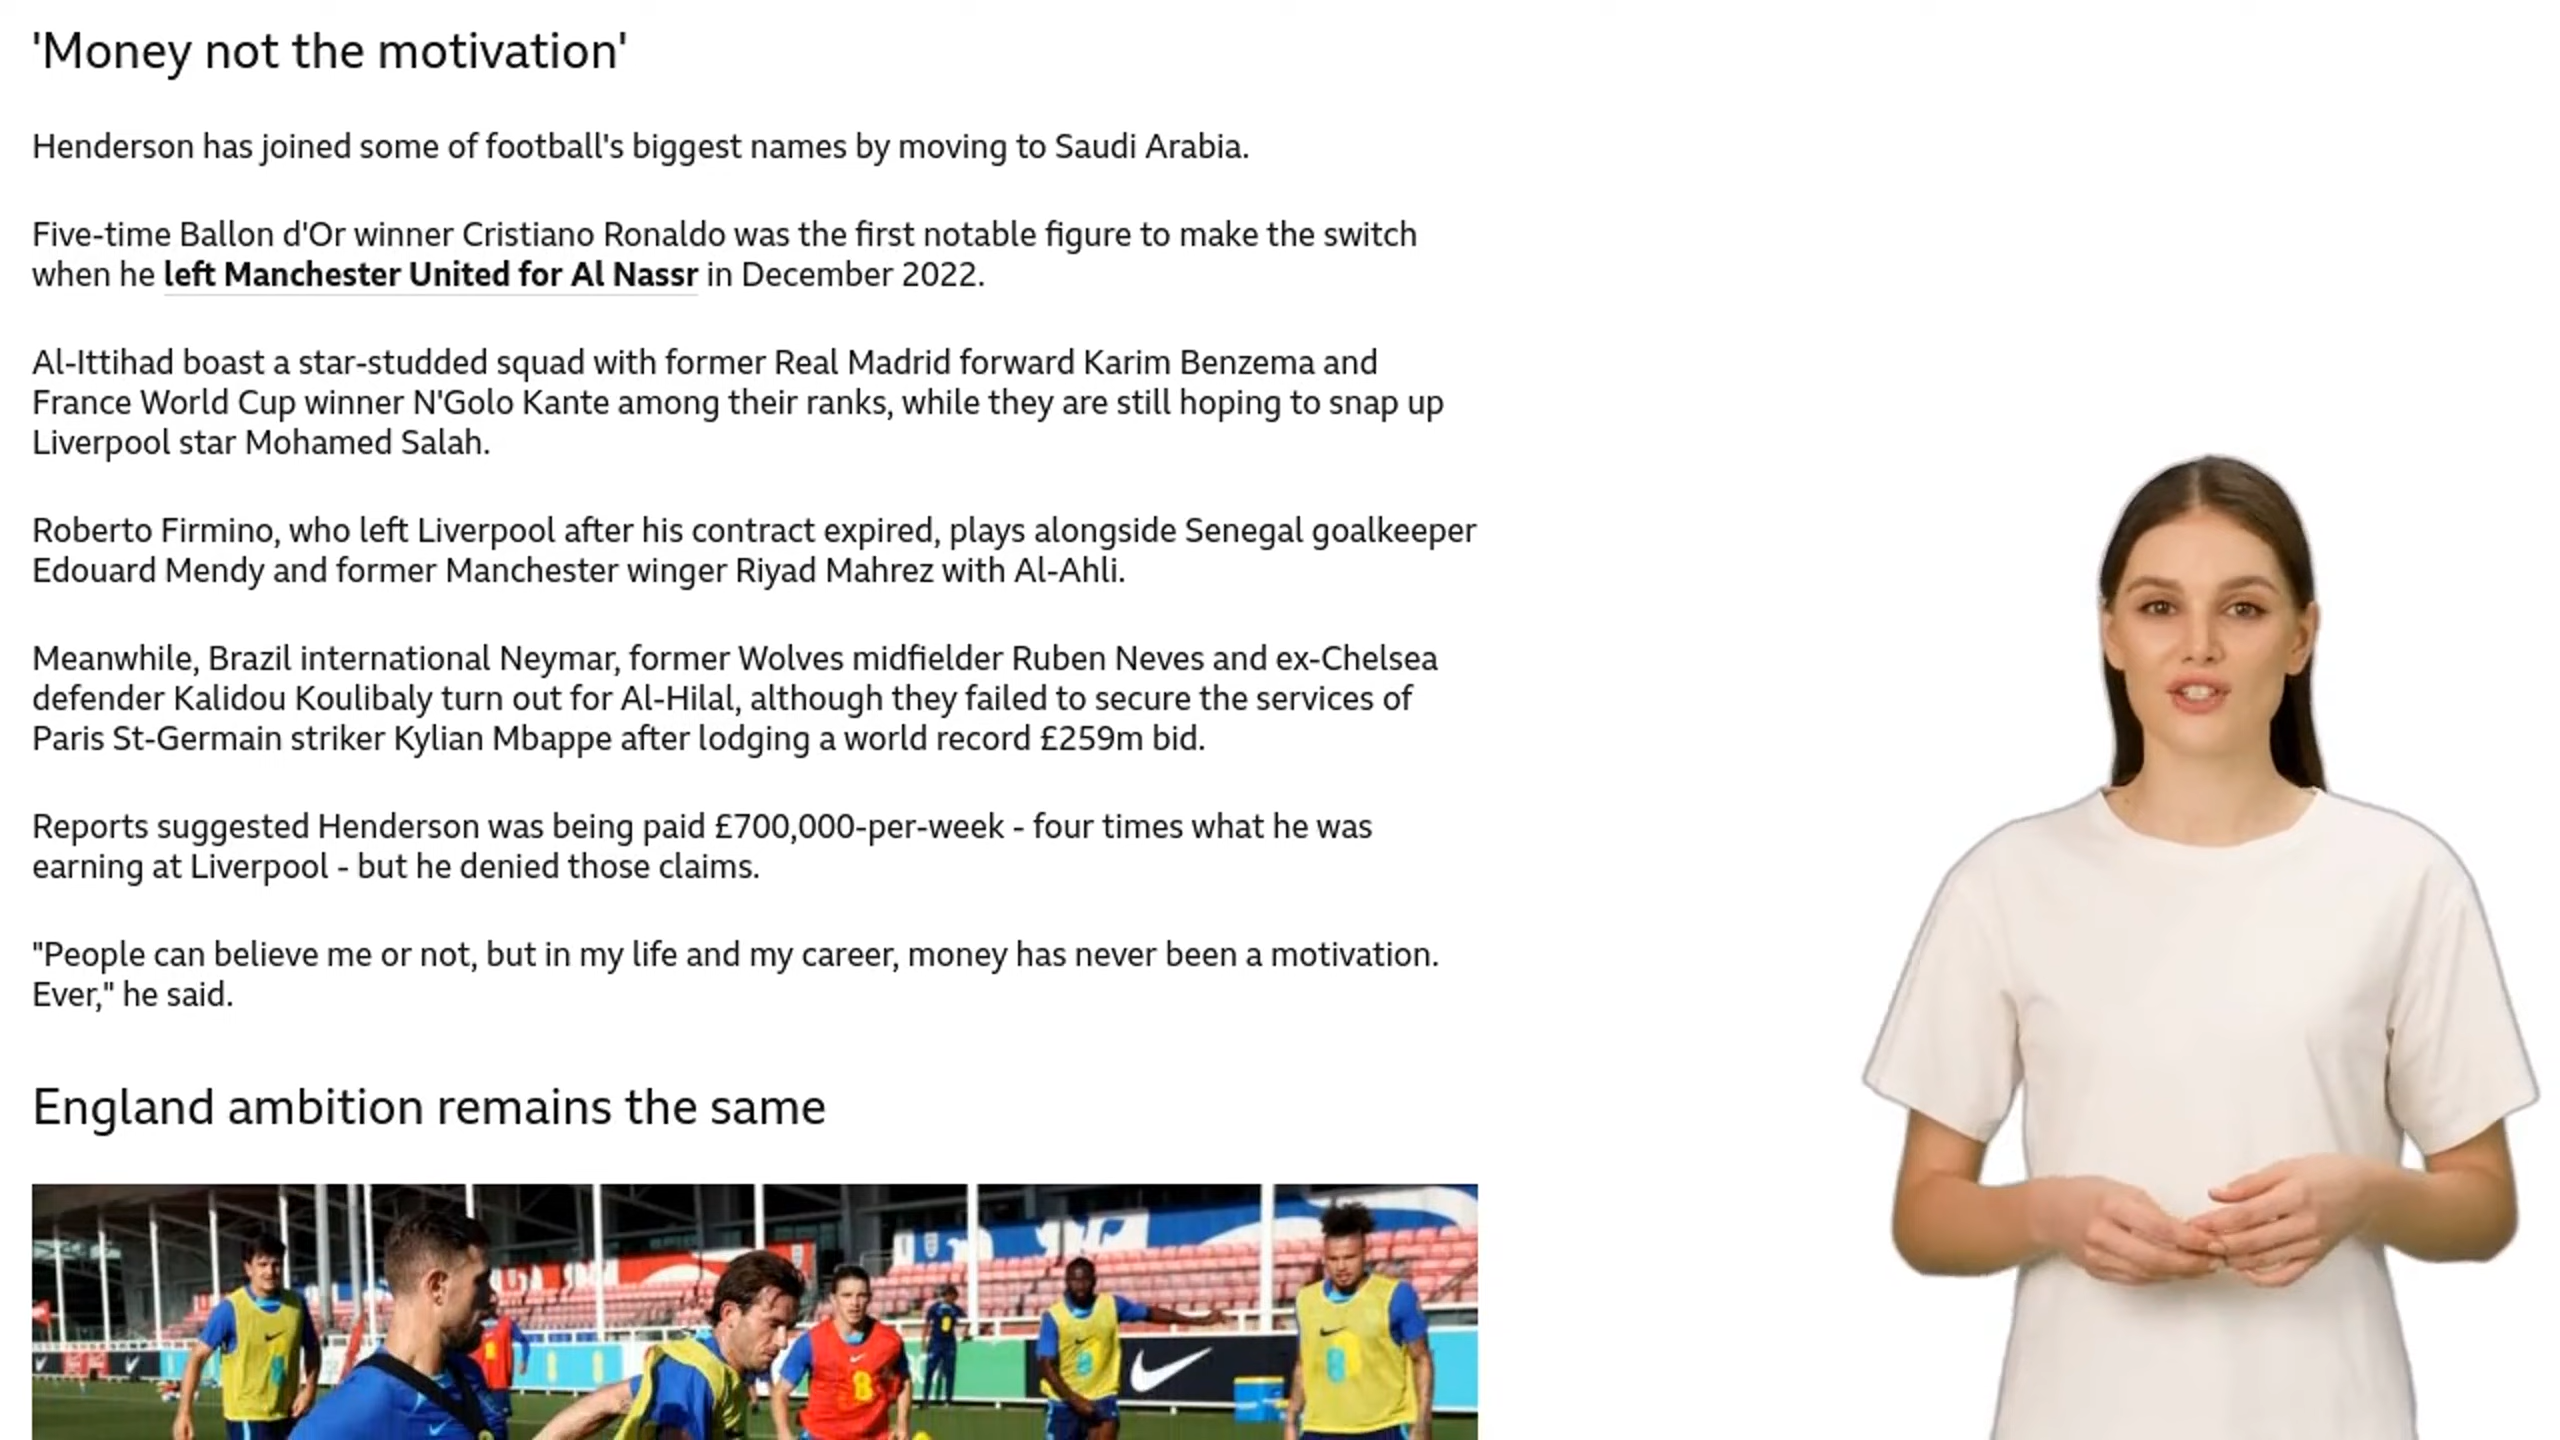 'Money not the motivation'
Henderson has joined some of football's biggest names by moving to Saudi Arabia.
Five-time Ballon d'Or winner Cristiano Ronaldo was the first notable figure to make the switch
when he left Manchester United for Al Nassr in December 2022.
Al-Ittihad boast a star-studded squad with former Real Madrid forward Karim Benzema and
France World Cup winner N'Golo Kante among their ranks, while they are still hoping to snap up
Liverpool star Mohamed Salah.
Roberto Firmino, who left Liverpool after his contract expired, plays alongside Senegal goalkeeper
Edouard Mendy and former Manchester winger Riyad Mahrez with Al-Ahli.
Meanwhile, Brazil international Neymar, former Wolves midfielder Ruben Neves and ex-Chelsea
defender Kalidou Koulibaly turn out for Al-Hilal, although they failed to secure the services of
Paris St-Germain striker Kylian Mbappe after lodging a world record £259m bid.
Reports suggested Henderson was being paid £700,000-per-week - four times what he was
earning at Liverpool - but he denied those claims.
"People can believe me or not, but in my life and my career, money has never been a motivation.
Ever," he said.
England ambition remains the same